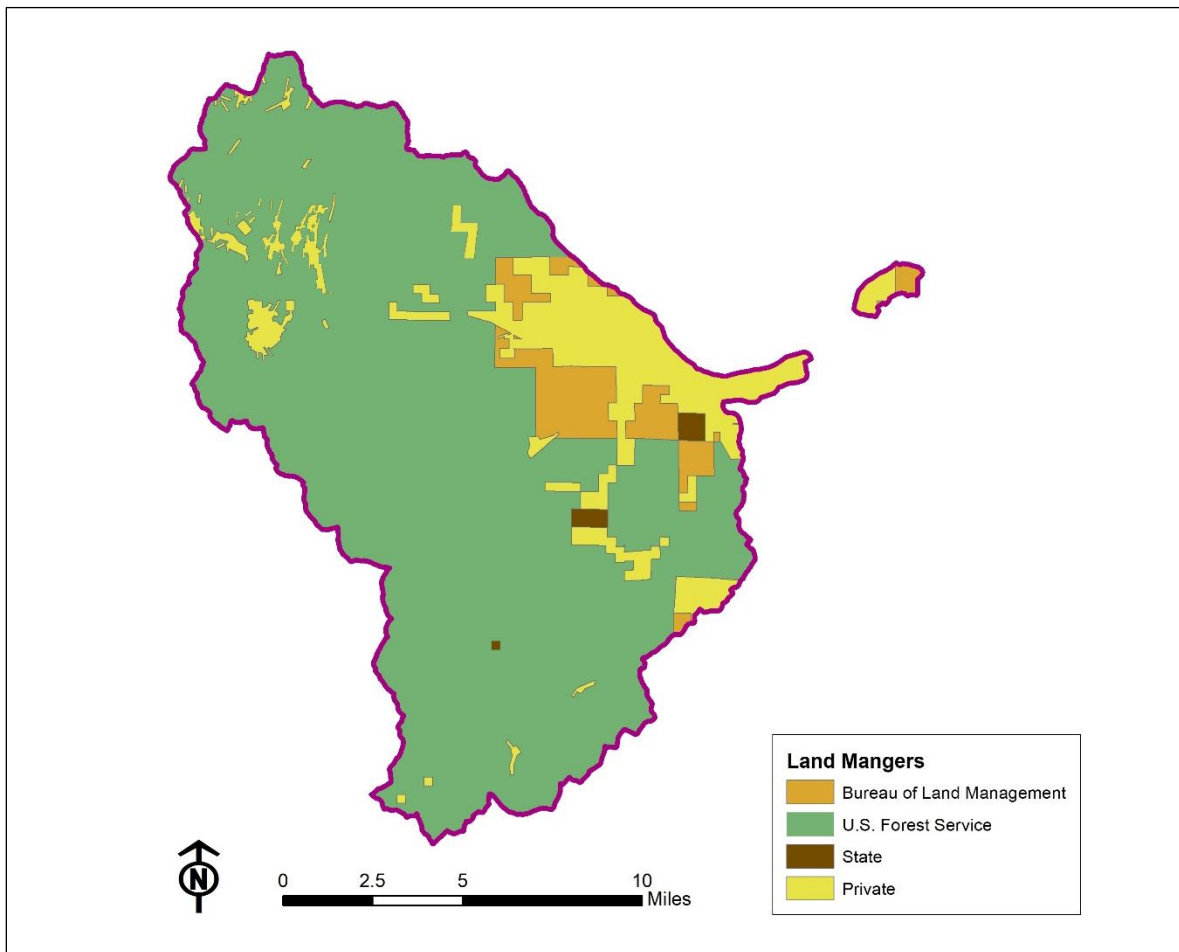 Land Mangers
Bureau of Land Management
U.S. Forest Service
State
Private
N
0 2.5 5 10
Miles